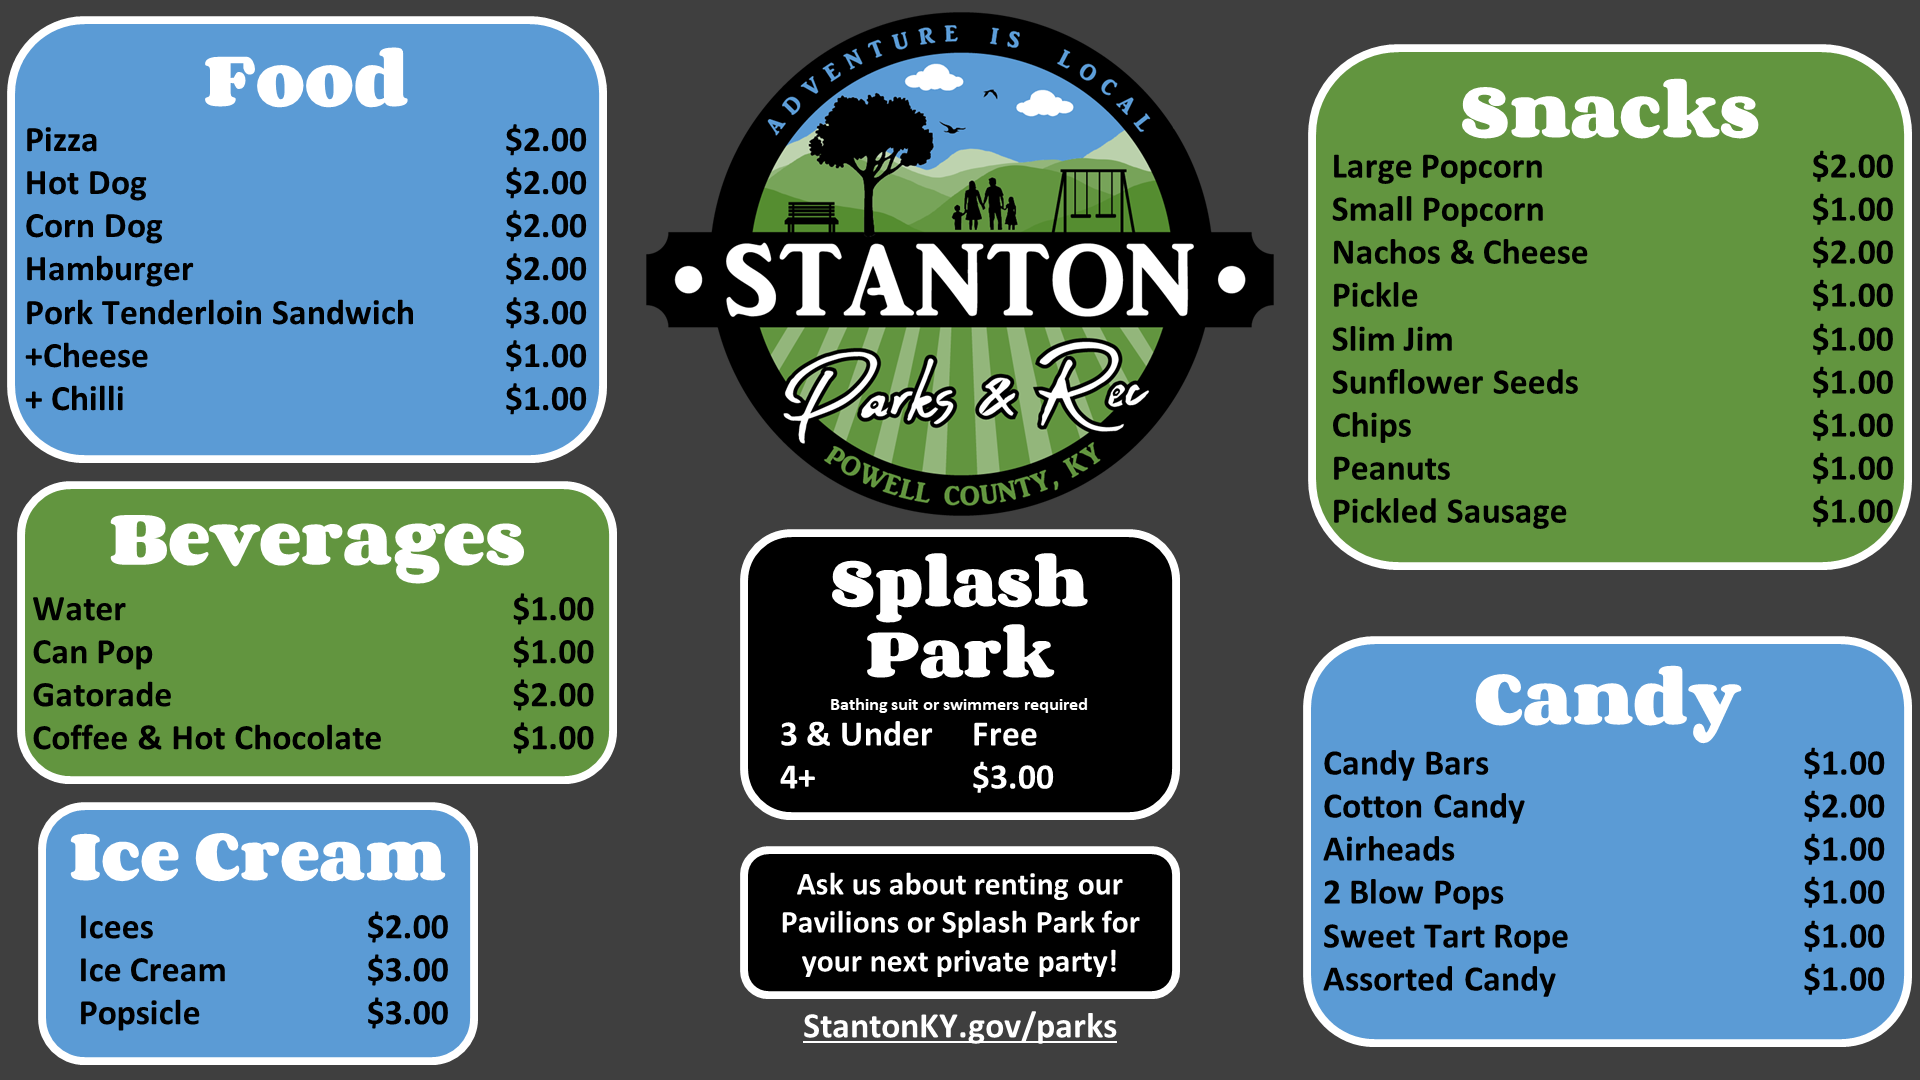 Food
Pizza $2.00
Hot Dog $2.00
Corn Dog $2.00
Hamburger $2.00
Pork Tenderloin Sandwich $3.00
+Cheese $1.00
+ Chilli $1.00
Beverages
Water $1.00
Can Pop $1.00
Gatorade $2.00
Coffee & Hot Chocolate $1.00
Ice Cream
Icees $2.00
Ice Cream $3.00
Popsicle $3.00
ADVENTURE IS LOCAL
• STANTON •
Parks & Rec
POWELL COUNTY, KY
Splash
Park
Bathing suit or swimmers required
3 & Under Free
4+ $3.00
Ask us about renting our
Pavilions or Splash Park for
your next private party!
StantonKY.gov/parks
Snacks
Large Popcorn $2.00
Small Popcorn $1.00
Nachos & Cheese $2.00
Pickle $1.00
Slim Jim $1.00
Sunflower Seeds $1.00
Chips $1.00
Peanuts $1.00
Pickled Sausage $1.00
Candy
Candy Bars $1.00
Cotton Candy $2.00
Airheads $1.00
2 Blow Pops $1.00
Sweet Tart Rope $1.00
Assorted Candy $1.00